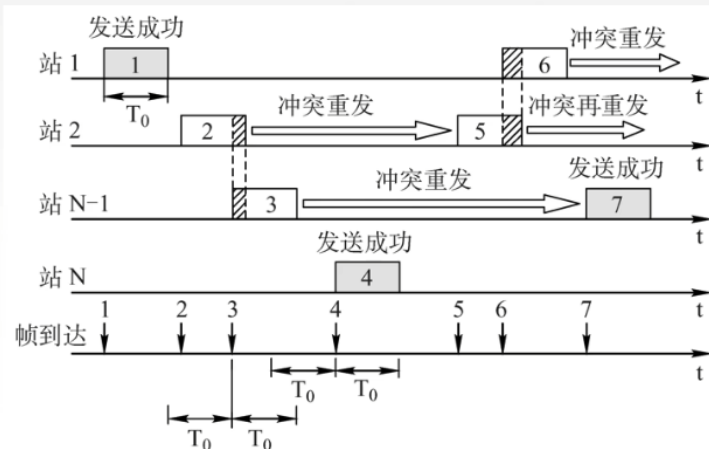 发送成功
站 1
1
6
冲突重发
t
T₀
站 2
2
冲突重发
5
冲突再重发
t
站 N-1
3
冲突重发
发送成功
7
t
发送成功
站 N
4
t
1 2 3 4 5 6 7
帧到达
t
T₀ T₀
T₀ T₀